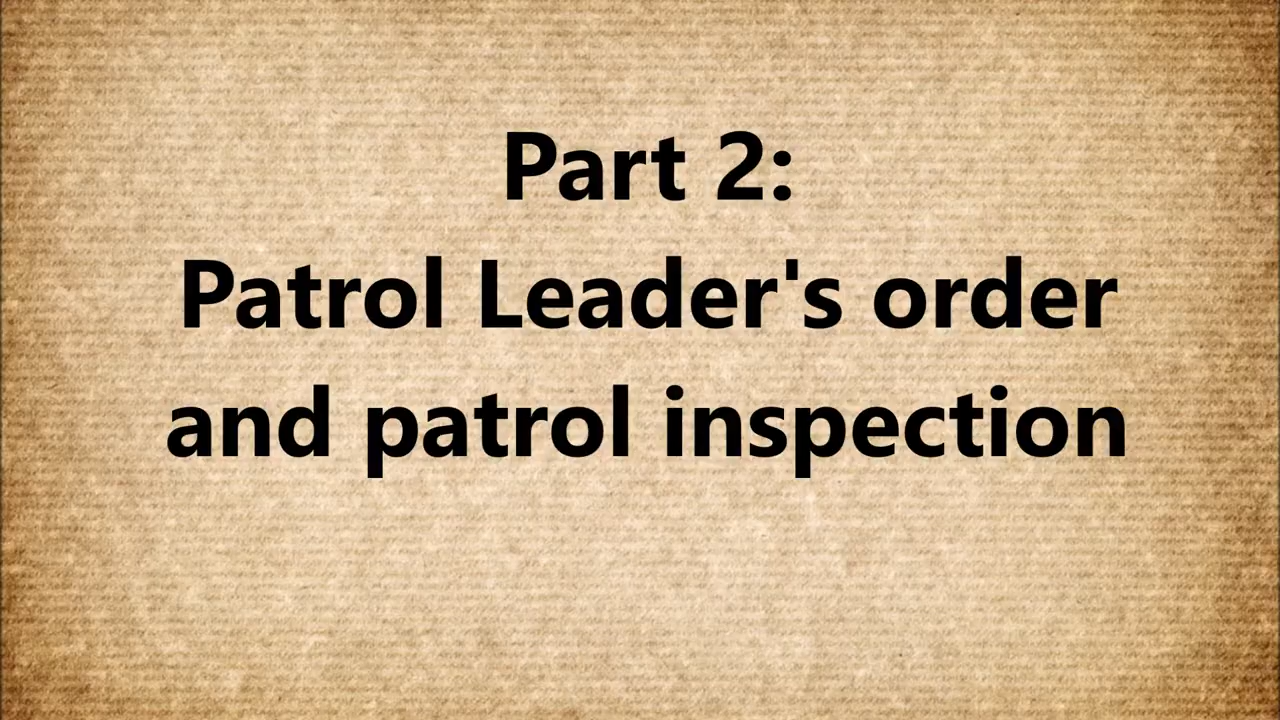 Part 2:
Patrol Leader's order
and patrol inspection